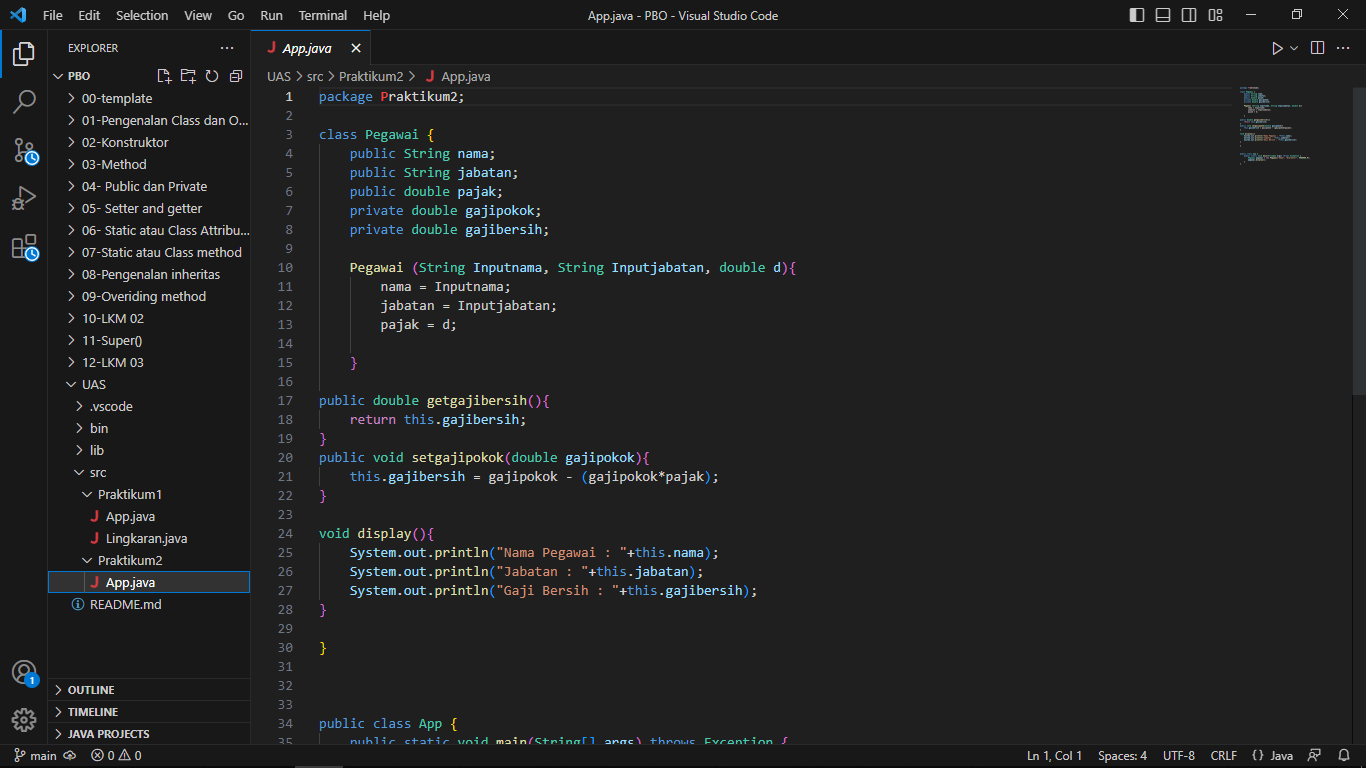 File Edit Selection View Go Run Terminal Help
App.java - PBO - Visual Studio Code
EXPLORER
PBO
00-template
01-Pengenalan Class dan O...
02-Konstruktor
03-Method
04- Public dan Private
05- Setter and getter
06- Static atau Class Attribu...
07-Static atau Class method
08-Pengenalan inheritas
09-Overiding method
10-LKM 02
11-Super()
12-LKM 03
UAS
.vscode
bin
lib
src
Praktikum1
J App.java
J Lingkaran.java
Praktikum2
J App.java
README.md
OUTLINE
TIMELINE
JAVA PROJECTS
1
J App.java
UAS > src > Praktikum2 > J App.java
1 package Praktikum2;
2
3 class Pegawai {
4 public String nama;
5 public String jabatan;
6 public double pajak;
7 private double gajipokok;
8 private double gajibersih;
9
10 Pegawai (String Inputnama, String Inputjabatan, double d){
11 nama = Inputnama;
12 jabatan = Inputjabatan;
13 pajak = d;
14
15 }
16
17 public double getgajibersih(){
18 return this.gajibersih;
19 }
20 public void setgajipokok(double gajipokok){
21 this.gajibersih = gajipokok - (gajipokok*pajak);
22 }
23
24 void display(){
25 System.out.println("Nama Pegawai : "+this.nama);
26 System.out.println("Jabatan : "+this.jabatan);
27 System.out.println("Gaji Bersih : "+this.gajibersih);
28 }
29
30 }
31
32
33
34 public class App {
35 public static void main(String[] args) throws Exception {
main 0 0
Ln 1, Col 1 Spaces: 4 UTF-8 CRLF {} Java